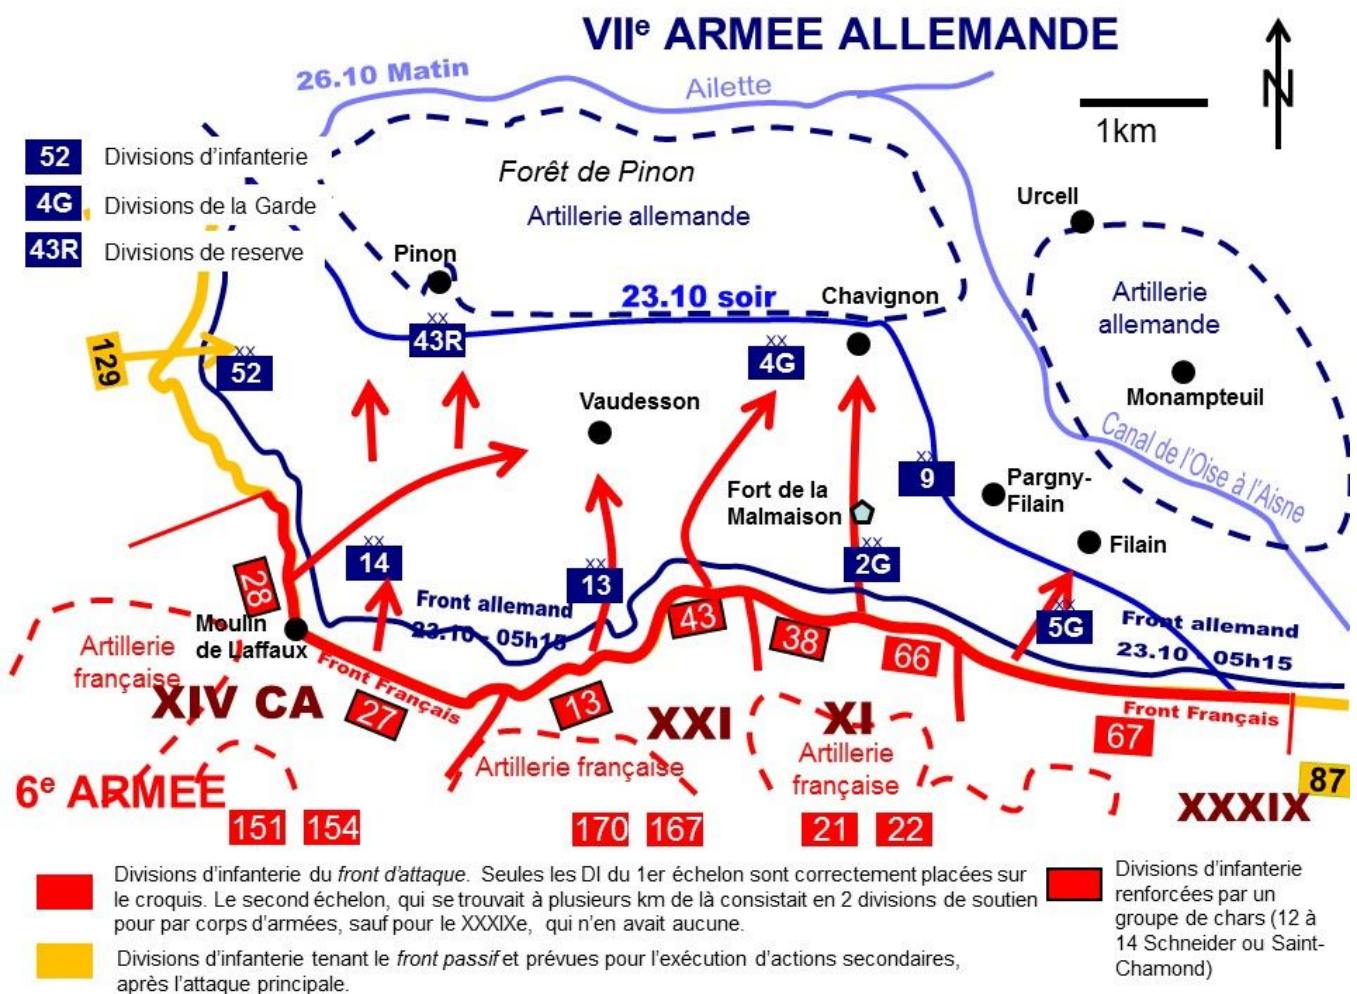 VIIe ARMEE ALLEMANDE
26.10 Matin
Ailette
N
1km
52 Divisions d'infanterie
4G Divisions de la Garde
43R Divisions de reserve
Forêt de Pinon
Artillerie allemande
Urcell
Pinon
23.10 soir
Chavignon
Artillerie
allemande
XX
43R
XX
4G
129
XX
52
Monampteuil
Vaudesson
Canal de l'Oise à l'Aisne
XX
9
Pargny-
Filain
Fort de la
Malmaison
Filain
XX
14
XX
13
XX
2G
28
Front allemand
23.10 - 05h15
43
38
66
XX
5G
Front allemand
23.10 05h15
Moulin
de Laffaux
Artillerie
française
Front Français
XIV CA
27
13
XXI
XI
67
Front Français
Artillerie française
Artillerie
française
6e ARMEE
87
XXXIX
151 154
170 167
21 22
Divisions d'infanterie du front d'attaque. Seules les DI du 1er échelon sont correctement placées sur
le croquis. Le second échelon, qui se trouvait à plusieurs km de là consistait en 2 divisions de soutien
pour par corps d'armées, sauf pour le XXXIXe, qui n'en avait aucune.
Divisions d'infanterie tenant le front passif et prévues pour l'exécution d'actions secondaires,
après l'attaque principale.
Divisions d'infanterie
renforcées par un
groupe de chars (12 à
14 Schneider ou Saint-
Chamond)